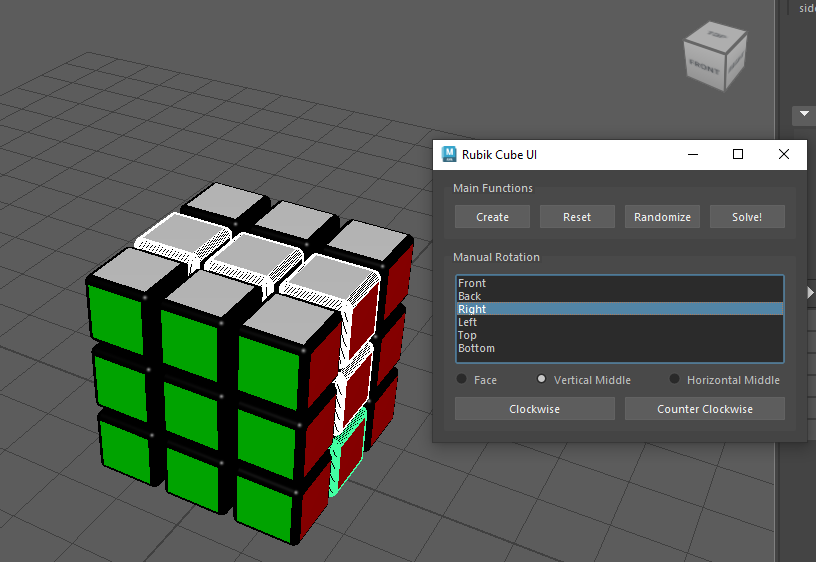 side
TOP
FRONT
M
Rubik Cube UI
Main Functions
Create Reset Randomize Solve!
Manual Rotation
Front
Back
Right
Left
Top
Bottom
Face Vertical Middle Horizontal Middle
Clockwise Counter Clockwise